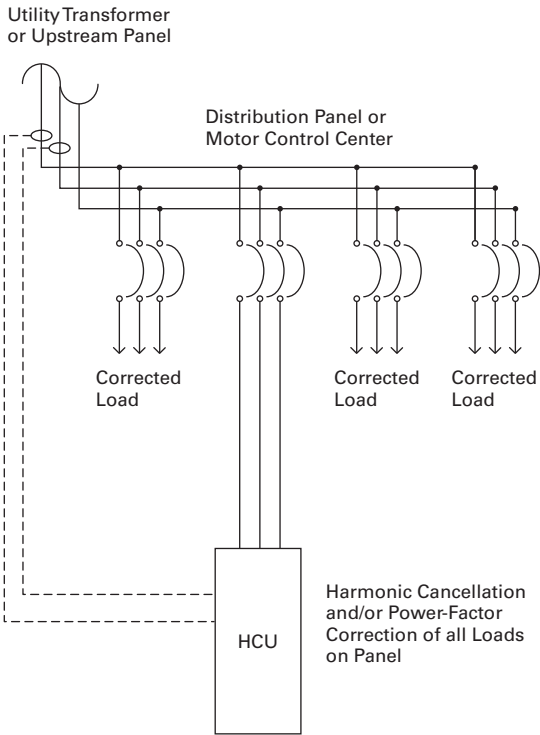 Utility Transformer
or Upstream Panel
Distribution Panel or
Motor Control Center
Corrected
Load
Corrected
Load
Corrected
Load
HCU
Harmonic Cancellation
and/or Power-Factor
Correction of all Loads
on Panel